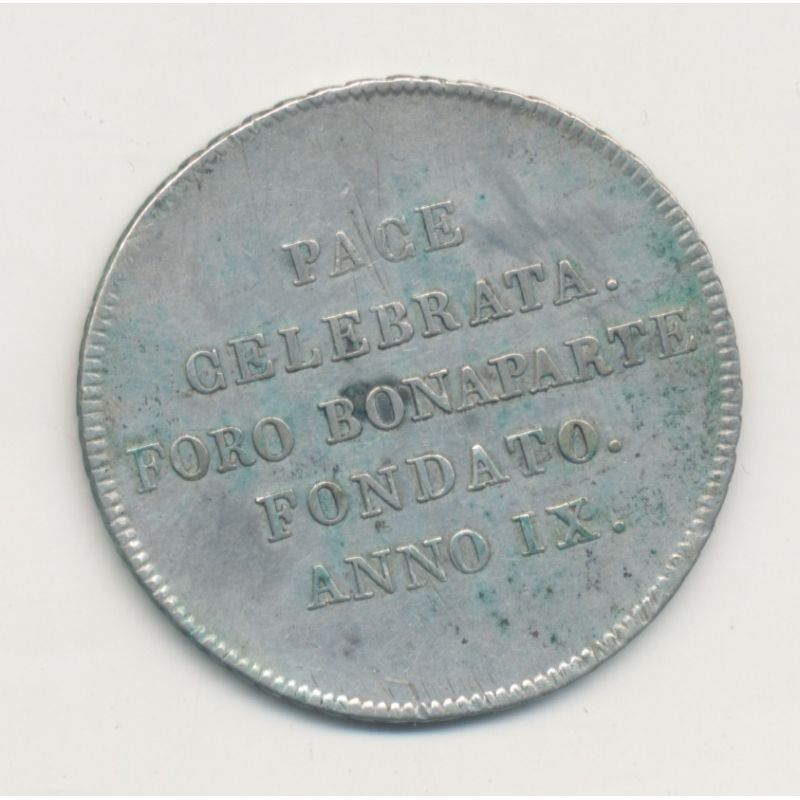 PACE
CELEBRATA.
FORO BONAPARTE
FONDATO.
ANNO IX.